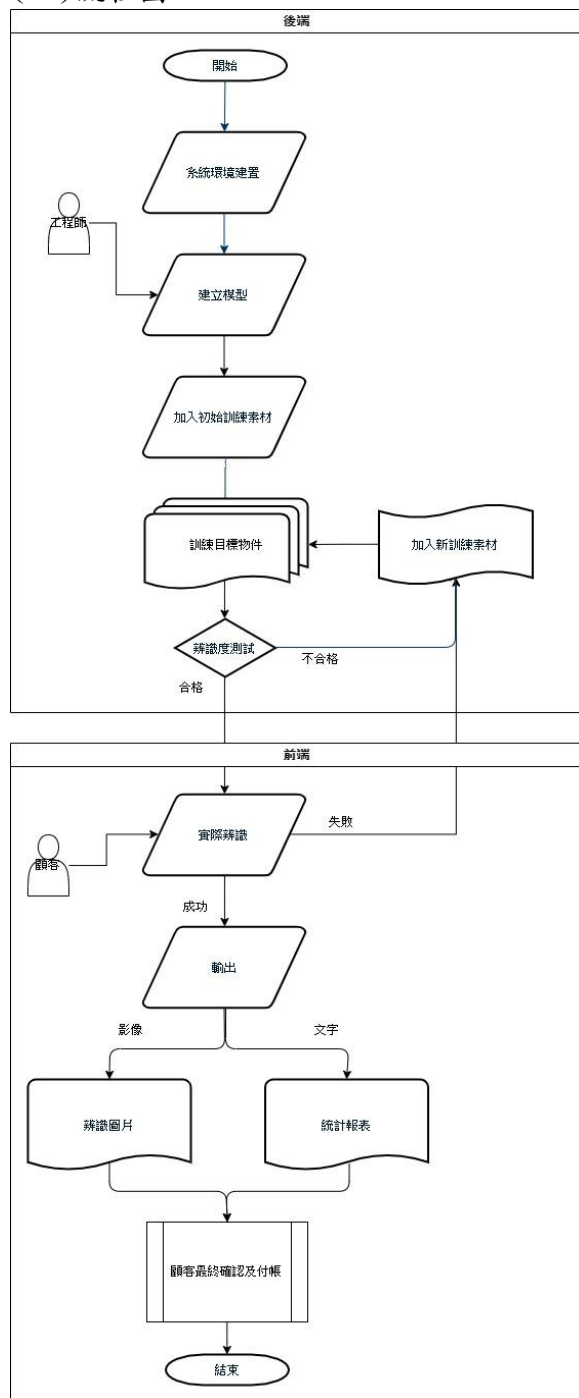 後端
開始
系統環境建置
工程師
建立模型
加入初始訓練素材
訓練目標物件
加入新訓練素材
辨識度測試
不合格
合格
前端
實際辨識
失敗
顧客
成功
輸出
影像
文字
辨識圖片
統計報表
顧客最終確認及付帳
結束